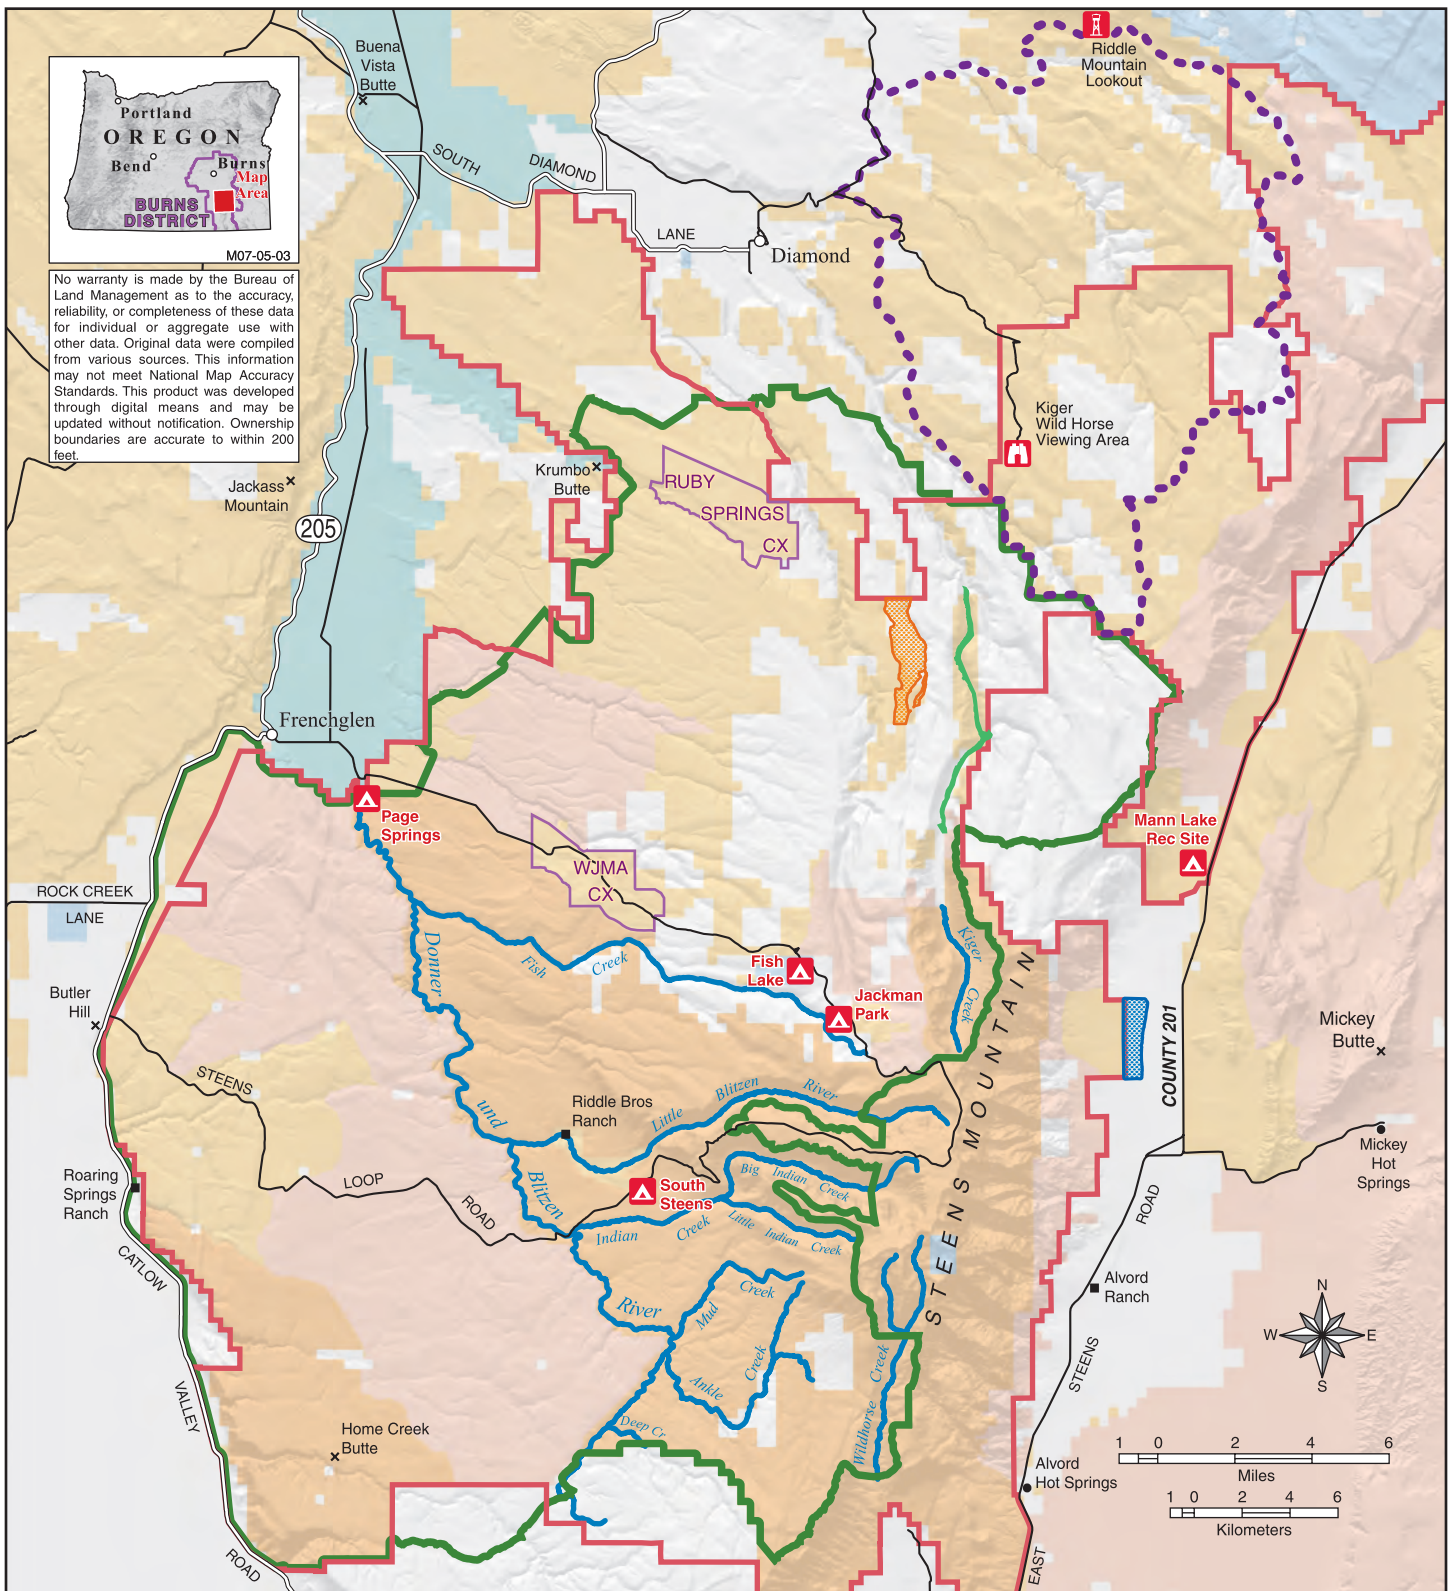 Buena
Vista
Butte
Riddle
Mountain
Lookout
Portland
OREGON
Bend
Burns
Map
Area
BURNS
DISTRICT
M07-05-03
SOUTH
DIAMOND
LANE
Diamond
No warranty is made by the Bureau of
Land Management as to the accuracy,
reliability, or completeness of these data
for individual or aggregate use with
other data. Original data were compiled
from various sources. This information
may not meet National Map Accuracy
Standards. This product was developed
through digital means and may be
updated without notification. Ownership
boundaries are accurate to within 200
feet.
Kiger
Wild Horse
Viewing Area
Krumbo
Butte
Jackass
Mountain
205
RUBY
SPRINGS
CX
Frenchglen
Page
Springs
Mann Lake
Rec Site
WJMA
CX
ROCK CREEK
LANE
Donner
Fish
Creek
Fish
Lake
Jackman
Park
Kiger
Creek
Butler
Hill
COUNTY 201
Mickey
Butte
STEENS
und
Riddle Bros
Ranch
Little
Blitzen
River
STEENS MOUNTAIN
Mickey
Hot
Springs
Roaring
Springs
Ranch
LOOP
ROAD
Blitzen
South
Steens
Big
Indian
Creek
Indian
Creek
Little
Indian
Creek
ROAD
CATLOW
River
Mud
Creek
Alvord
Ranch
N
W
E
S
STEENS
VALLEY
Ankle
Creek
Creek
Wildhorse
Deep Cr
Home Creek
Butte
Alvord
Hot Springs
1 0 2 4 6
Miles
1 0 2 4 6
Kilometers
ROAD
EAST